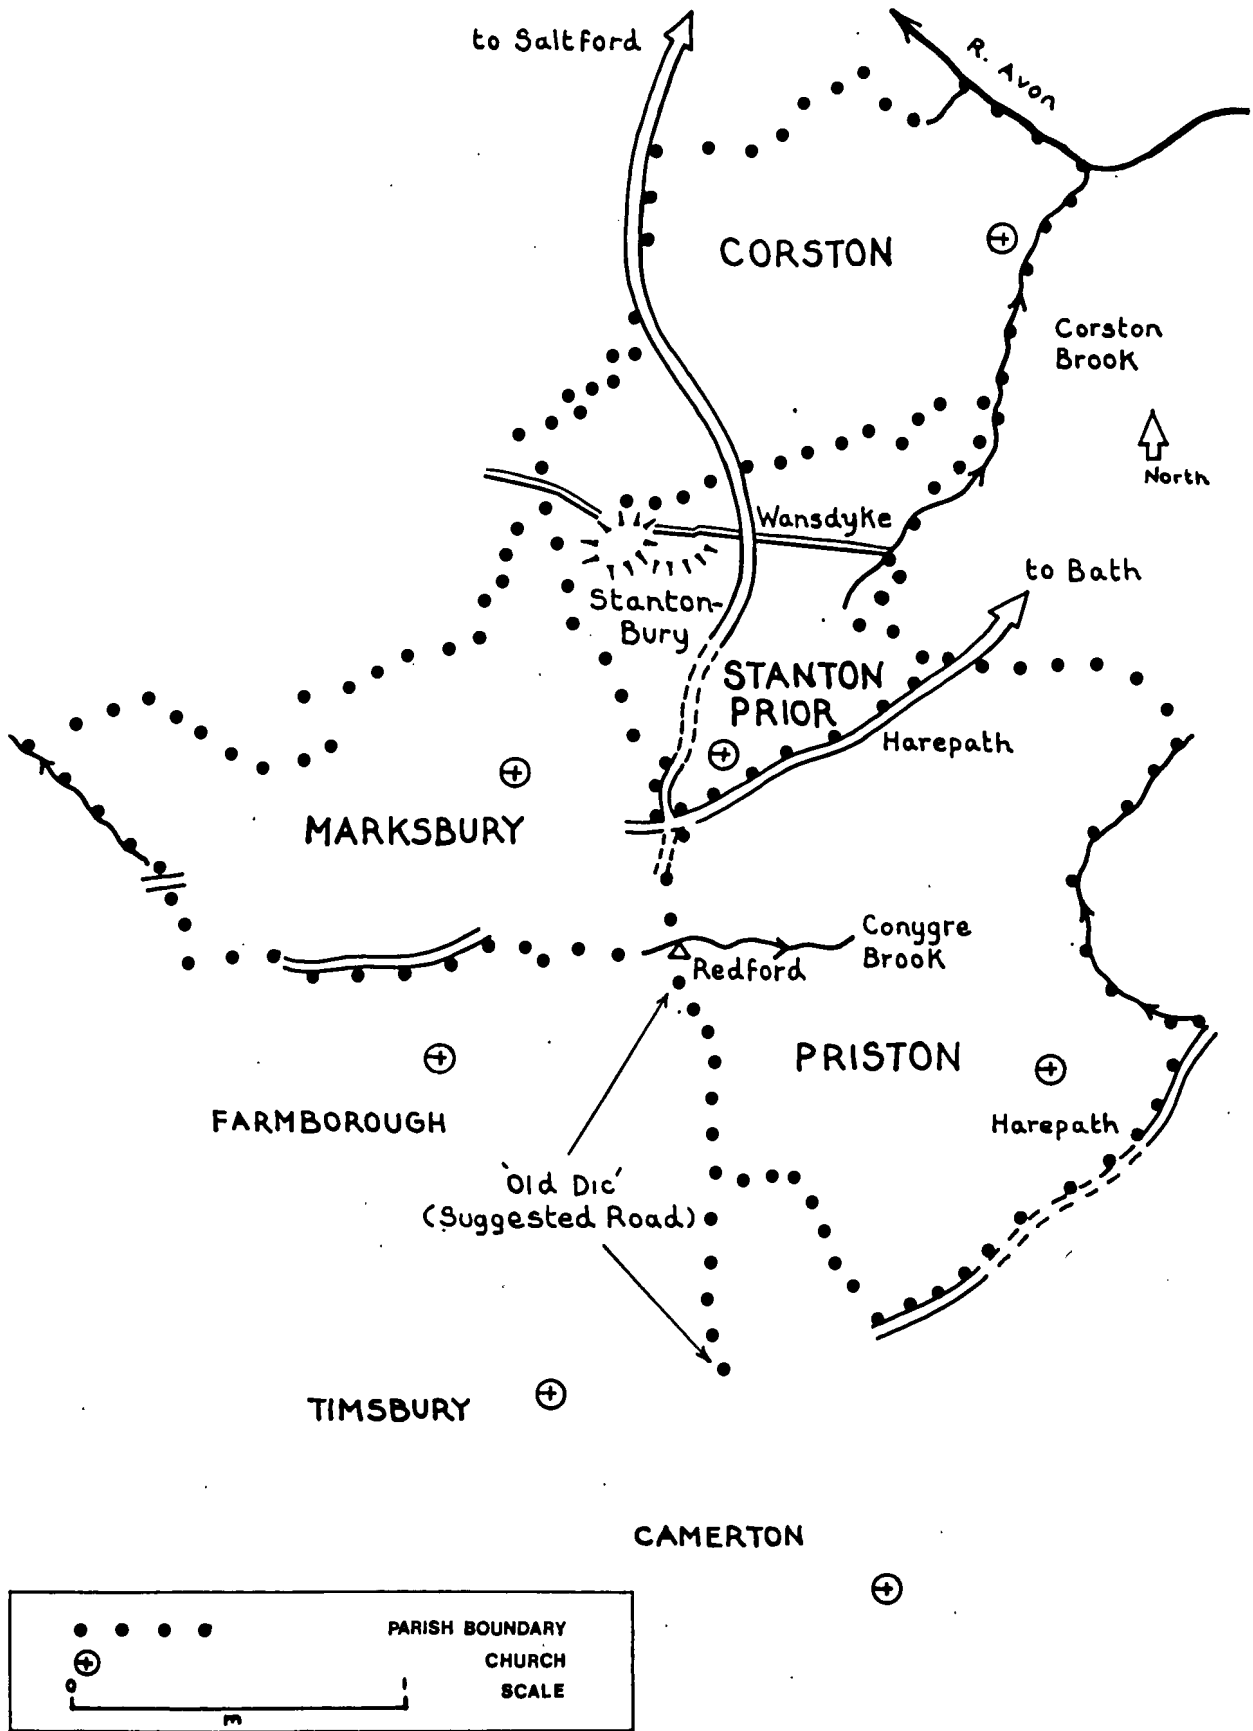 to Saltford
R. Avon
CORSTON
Corston
Brook
North
Wansdyke
to Bath
Stanton-
Bury
STANTON
PRIOR
Harepath
MARKSBURY
Conygre
Brook
Redford
PRISTON
FARMBOROUGH
Harepath
'Old Dic'
(Suggested Road)
TIMSBURY
CAMERTON
PARISH BOUNDARY
CHURCH
0 1
SCALE
m